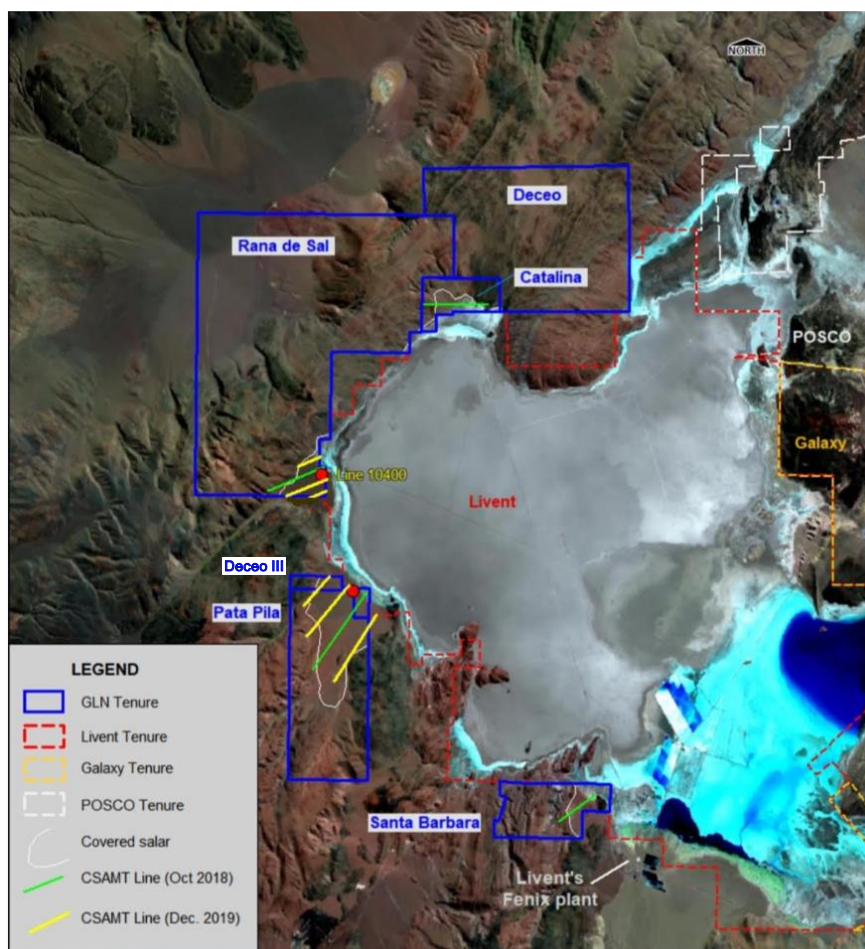 NORTH
Deceo
Rana de Sal
Catalina
POSCO
Galaxy
Line 10400
Livent
Deceo III
Pata Pila
LEGEND
GLN Tenure
Livent Tenure
Galaxy Tenure
POSCO Tenure
Covered salar
CSAMT Line (Oct 2018)
CSAMT Line (Dec. 2019)
Santa Barbara
Livent's
Fenix plant